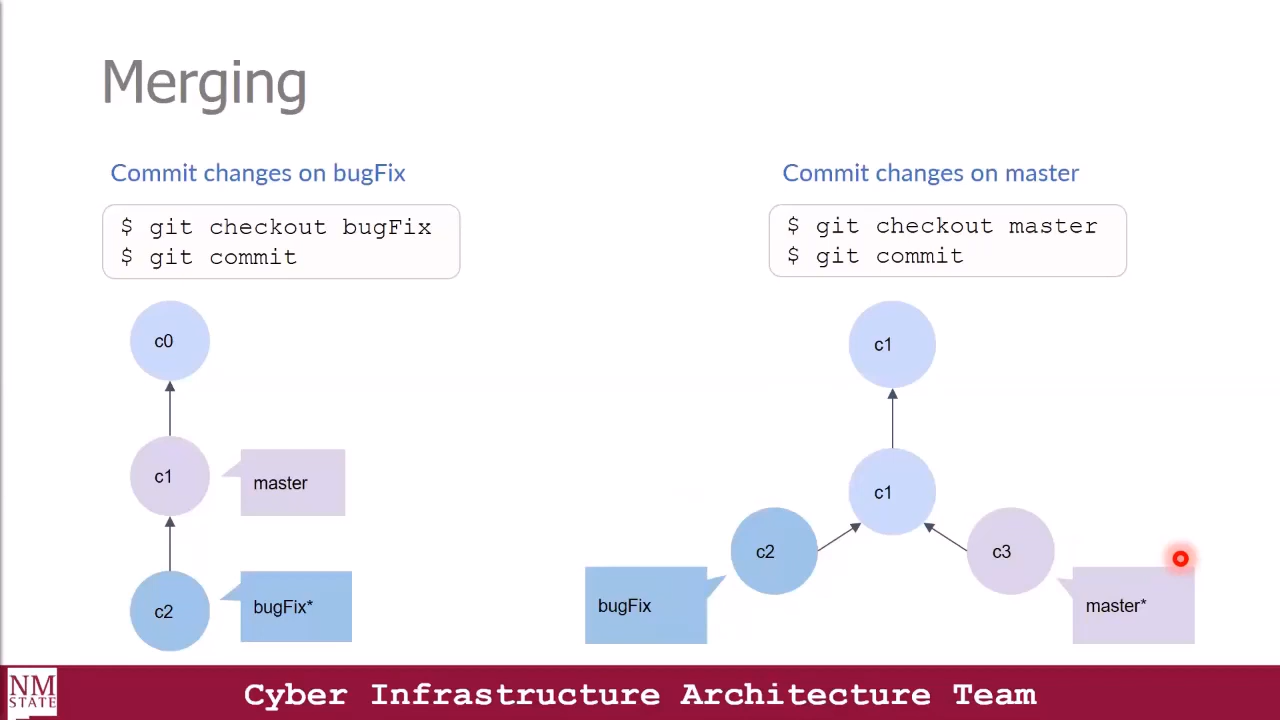 Merging
Commit changes on bugFix
$ git checkout bugFix
$ git commit
c0
c1
master
c2
bugFix*
Commit changes on master
$ git checkout master
$ git commit
c1
c1
c2
c3
bugFix
master*
NM
STATE
Cyber Infrastructure Architecture Team